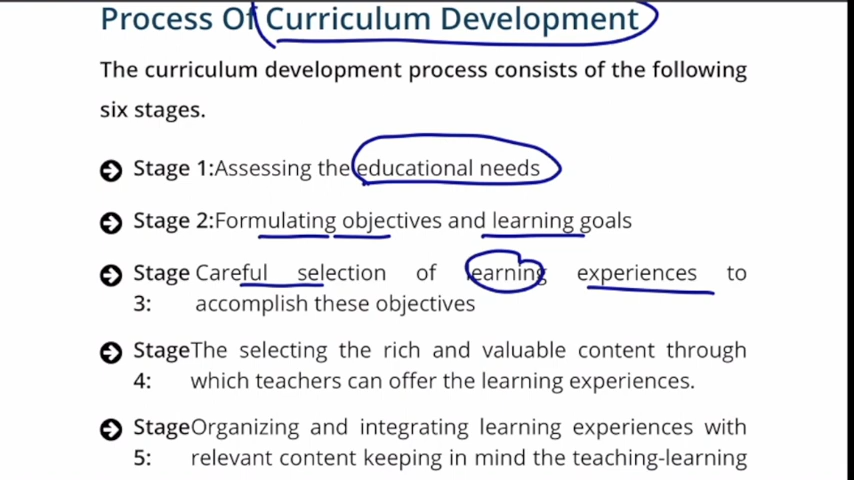 Process Of Curriculum Development
The curriculum development process consists of the following
six stages.
Stage 1:Assessing the educational needs
Stage 2:Formulating objectives and learning goals
Stage Careful selection of learning experiences to
3: accomplish these objectives
StageThe selecting the rich and valuable content through
4: which teachers can offer the learning experiences.
StageOrganizing and integrating learning experiences with
5: relevant content keeping in mind the teaching-learning